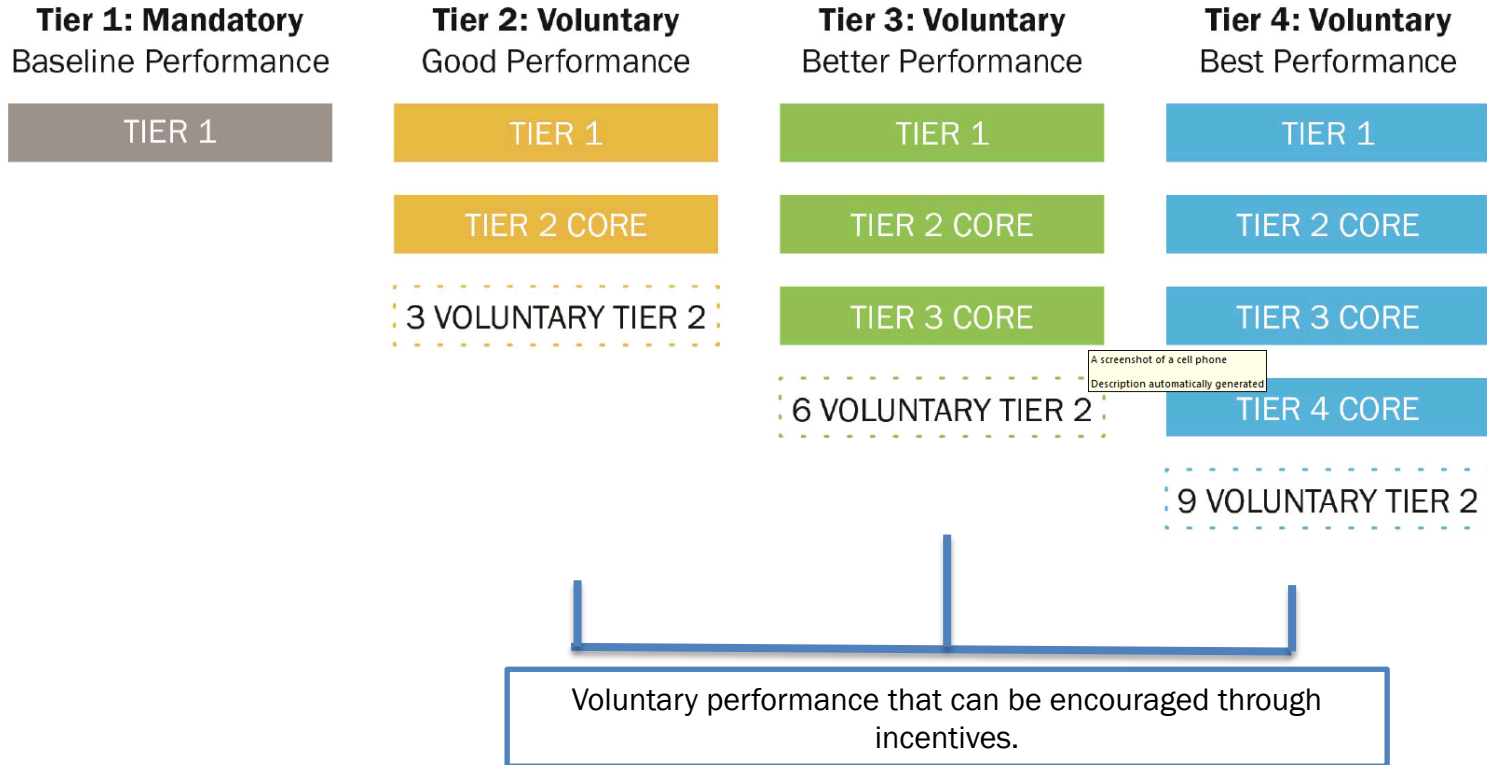 Tier 1: Mandatory
Baseline Performance
TIER 1
Tier 2: Voluntary
Good Performance
TIER 1
TIER 2 CORE
3 VOLUNTARY TIER 2
Tier 3: Voluntary
Better Performance
TIER 1
TIER 2 CORE
TIER 3 CORE
6 VOLUNTARY TIER 2
Tier 4: Voluntary
Best Performance
TIER 1
TIER 2 CORE
TIER 3 CORE
TIER 4 CORE
9 VOLUNTARY TIER 2
A screenshot of a cell phone
Description automatically generated
Voluntary performance that can be encouraged through
incentives.